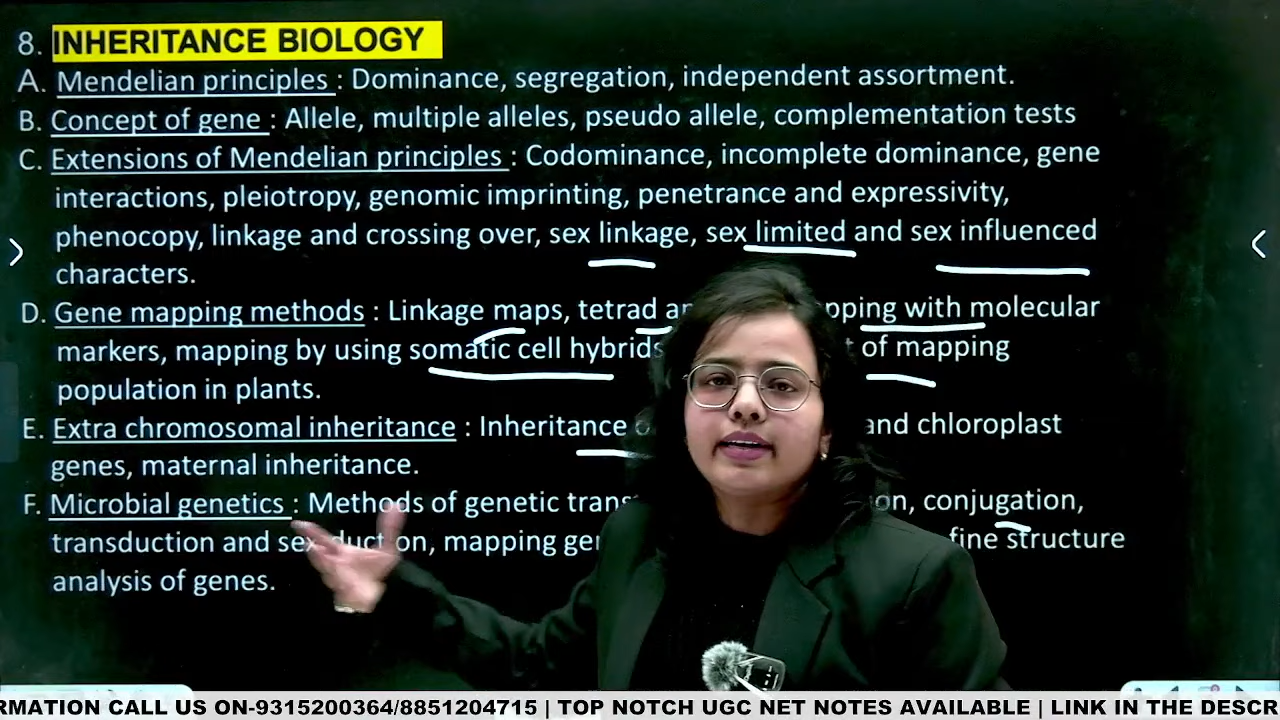 8. INHERITANCE BIOLOGY
A. Mendelian principles : Dominance, segregation, independent assortment.
B. Concept of gene : Allele, multiple alleles, pseudo allele, complementation tests
C. Extensions of Mendelian principles : Codominance, incomplete dominance, gene
interactions, pleiotropy, genomic imprinting, penetrance and expressivity,
phenocopy, linkage and crossing over, sex linkage, sex limited and sex influenced
characters.
D. Gene mapping methods : Linkage maps, tetrad with molecular
markers, mapping by using somatic cell hybrids of mapping
population in plants.
E. Extra chromosomal inheritance : Inheritance and chloroplast
genes, maternal inheritance.
F. Microbial genetics : Methods of genetic conjugation,
transduction and mapping fine structure
analysis of genes.
CALL US ON-9315200364/8851204715 | TOP NOTCH UGC NET NOTES AVAILABLE | LINK IN THE